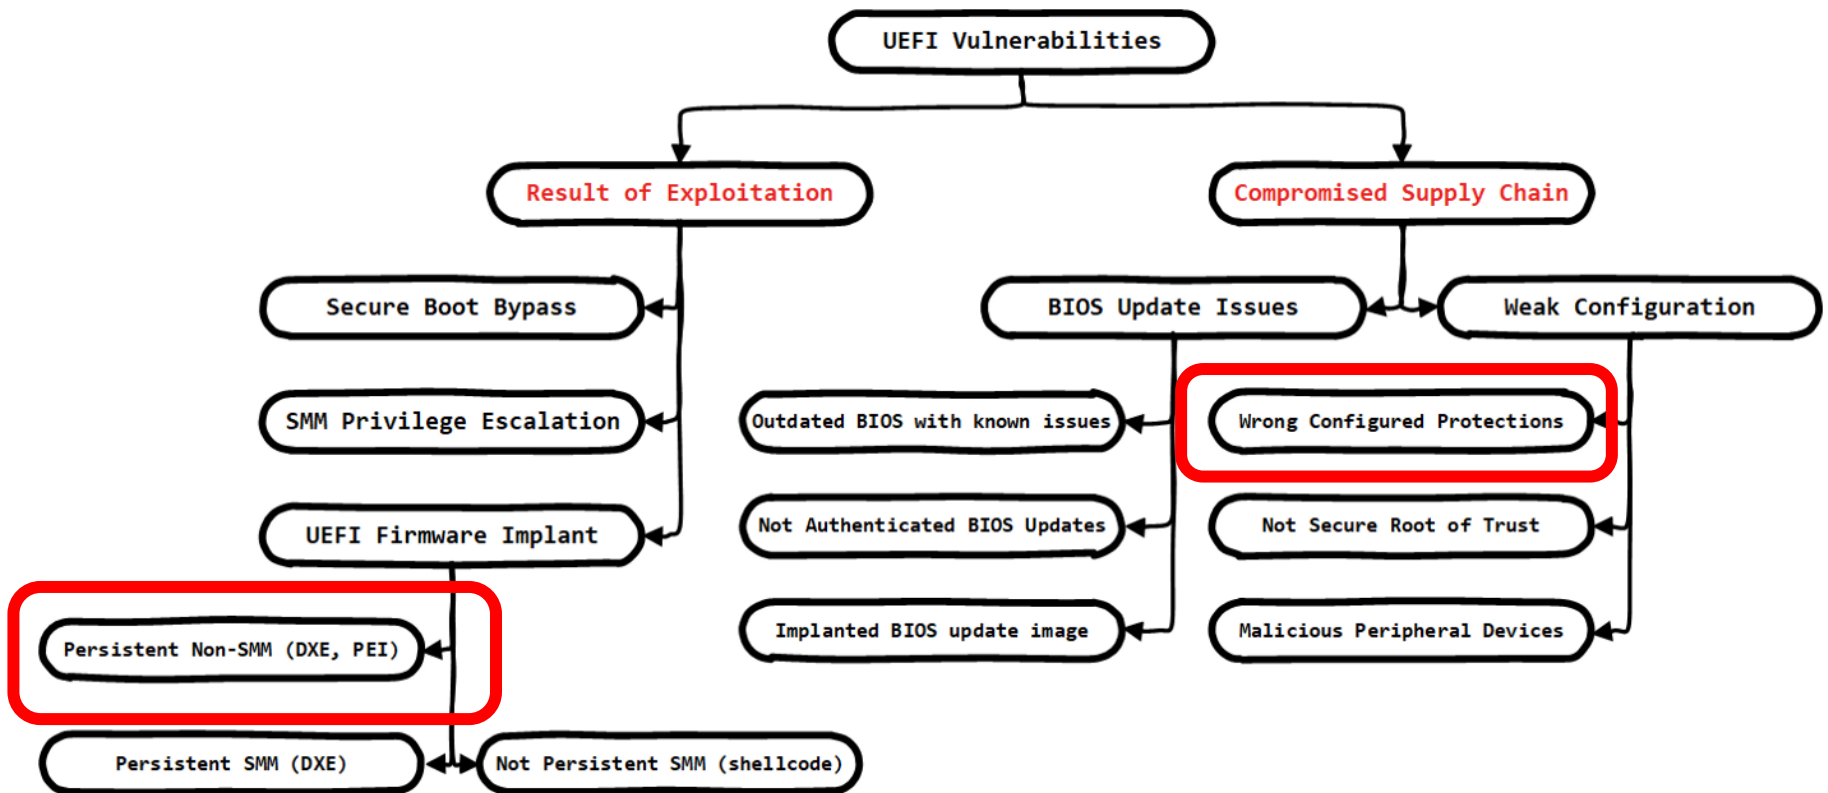 UEFI Vulnerabilities
Result of Exploitation
Compromised Supply Chain
Secure Boot Bypass
BIOS Update Issues
Weak Configuration
SMM Privilege Escalation
Outdated BIOS with known issues
Wrong Configured Protections
UEFI Firmware Implant
Not Authenticated BIOS Updates
Not Secure Root of Trust
Persistent Non-SMM (DXE, PEI)
Implanted BIOS update image
Malicious Peripheral Devices
Persistent SMM (DXE)
Not Persistent SMM (shellcode)